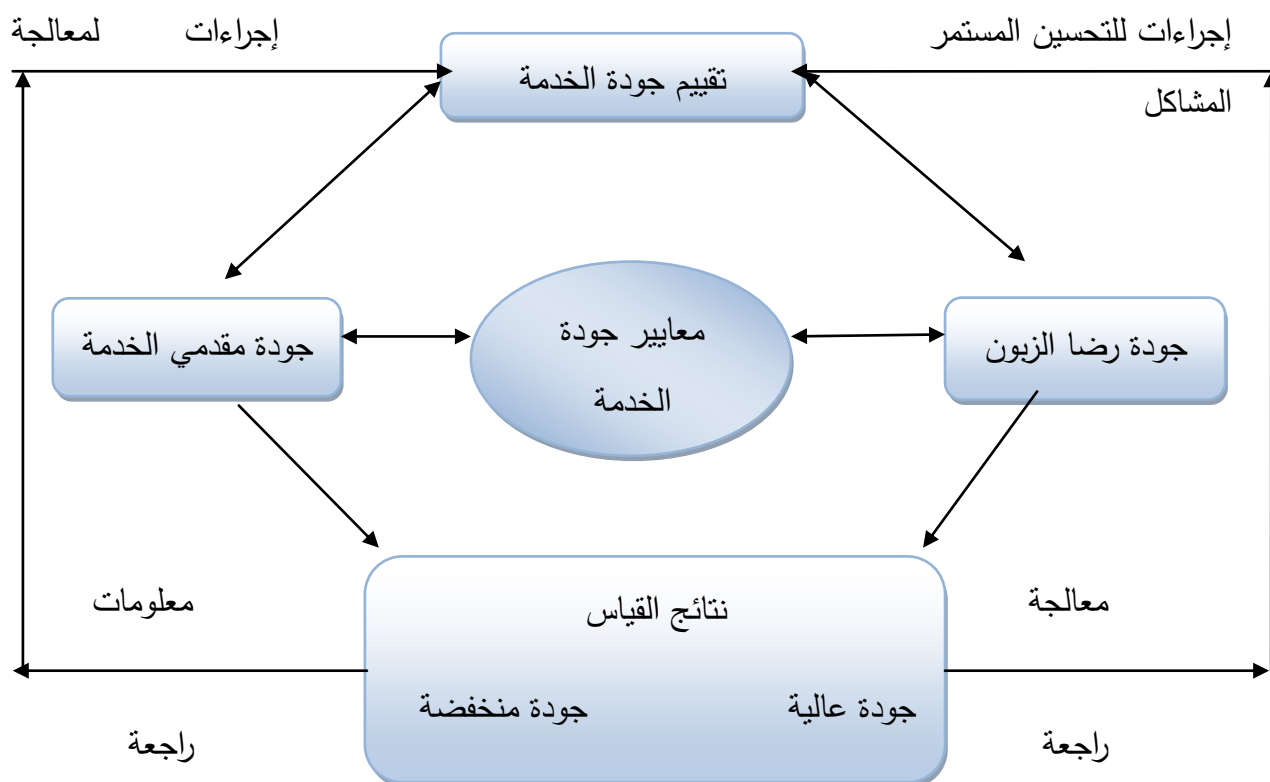 إجراءات للتحسين المستمر
إجراءات لمعالجة
المشاكل
تقييم جودة الخدمة
جودة رضا الزبون
معايير جودة
الخدمة
جودة مقدمي الخدمة
نتائج القياس
جودة عالية
جودة منخفضة
معالجة
راجعة
معلومات
راجعة